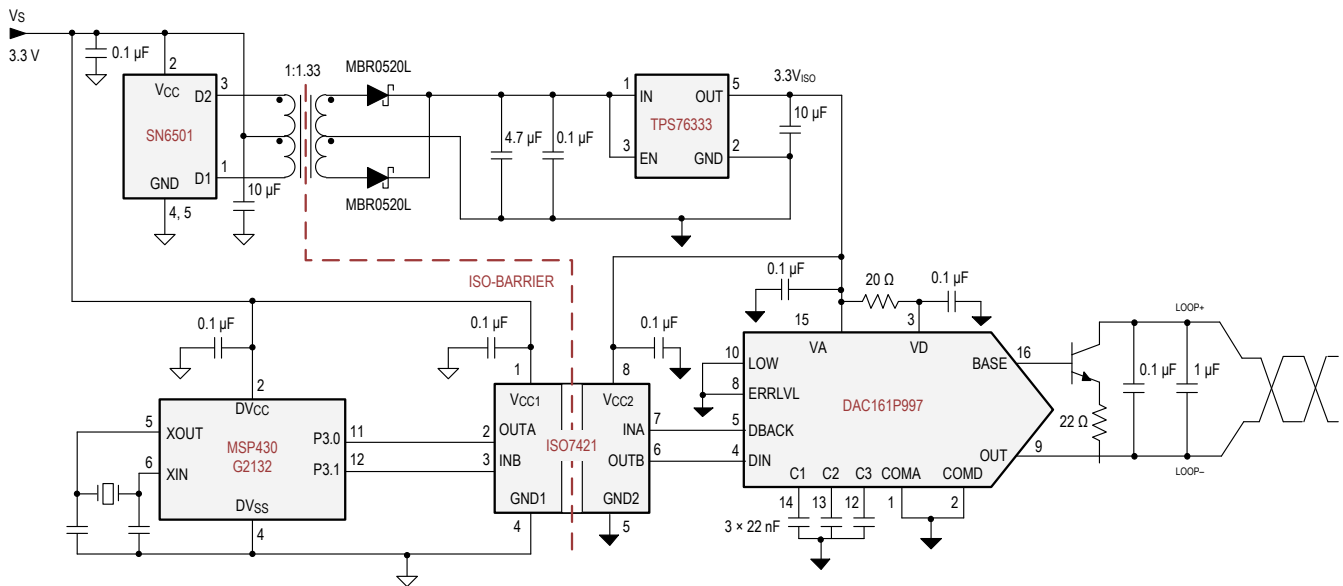 VS
3.3 V
0.1 µF
2
VCC
D2
3
SN6501
D1
1
GND
4, 5
10 µF
1:1.33
MBR0520L
MBR0520L
4.7 µF
0.1 µF
1
IN
OUT
5
TPS76333
3
EN
GND
2
3.3VISO
10 µF
ISO-BARRIER
0.1 µF
20 Ω
0.1 µF
0.1 µF
0.1 µF
0.1 µF
2
DVCC
5
XOUT
MSP430
G2132
6
XIN
P3.0
11
P3.1
12
DVSS
4
1
VCC1
OUTA
2
INB
3
GND1
4
ISO7421
8
VCC2
INA
7
OUTB
6
GND2
5
15
VA
3
VD
10
LOW
8
ERRLVL
5
DBACK
4
DIN
DAC161P997
BASE
16
OUT
9
C1
C2
C3
COMA
COMD
14
13
12
1
2
3 × 22 nF
22 Ω
0.1 µF
1 µF
LOOP+
LOOP–